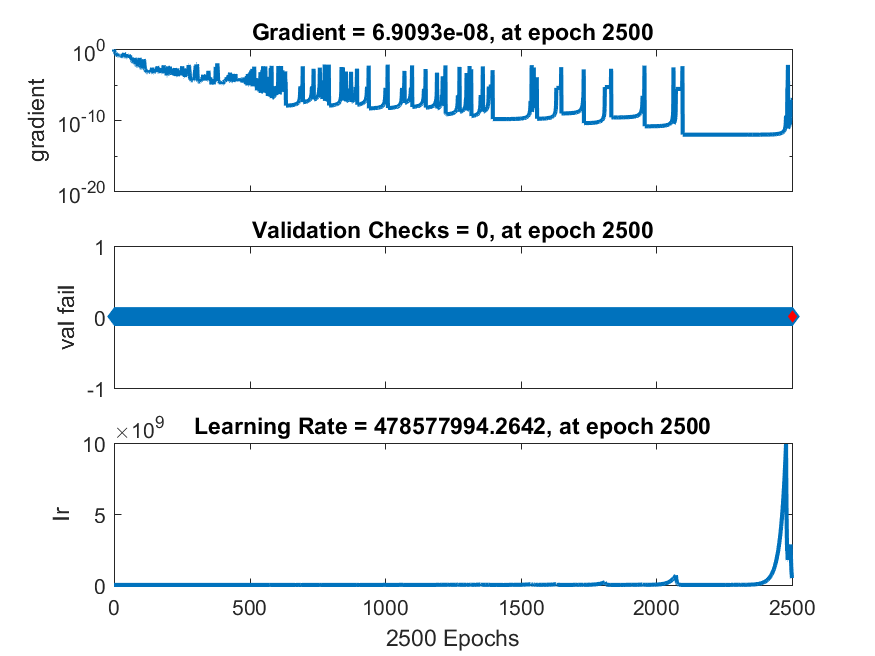 Gradient = 6.9093e-08, at epoch 2500
10^0
10^-10
10^-20
gradient
Validation Checks = 0, at epoch 2500
1
0
-1
val fail
×10^9
Learning Rate = 478577994.2642, at epoch 2500
10
5
0
lr
0 500 1000 1500 2000 2500
2500 Epochs